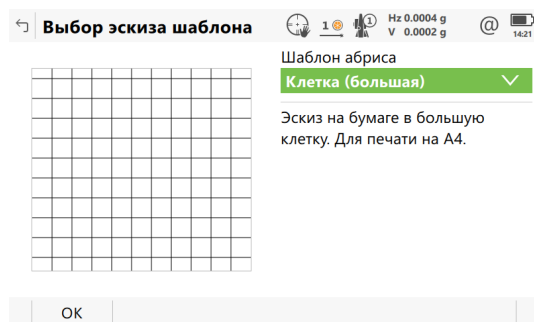 Выбор эскиза шаблона
1
1
Hz 0.0004 g
V 0.0002 g
@
14:21
Шаблон абриса
Клетка (большая)
Эскиз на бумаге в большую
клетку. Для печати на A4.
OK